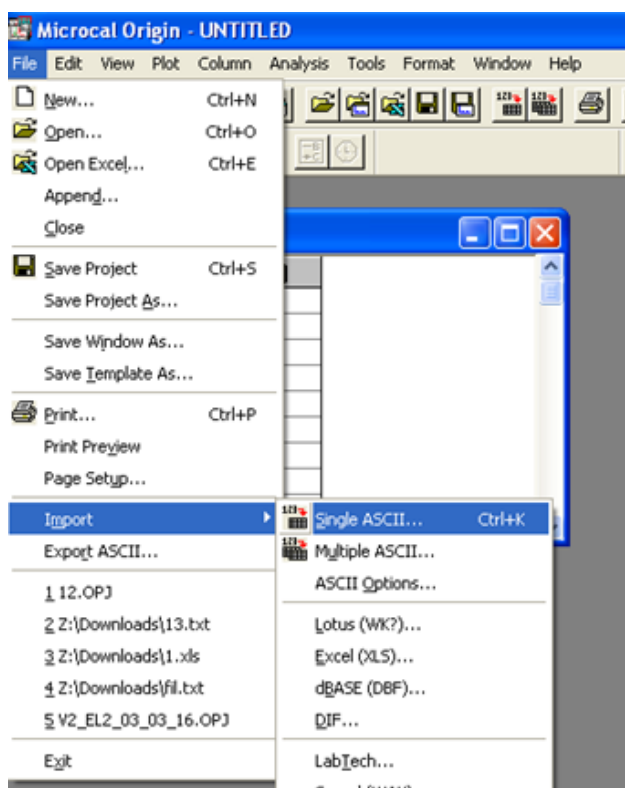 Microcal Origin - UNTITLED
File Edit View Plot Column Analysis Tools Format Window Help
New... Ctrl+N
Open... Ctrl+O
Open Excel... Ctrl+E
Append...
Close
Save Project Ctrl+S
Save Project As...
Save Window As...
Save Template As...
Print... Ctrl+P
Print Preview
Page Setup...
Import
Single ASCII... Ctrl+K
Export ASCII...
Multiple ASCII...
ASCII Options...
1 12.OPJ
2 Z:\Downloads\13.txt
Lotus (WK?)...
3 Z:\Downloads\1.xls
Excel (XLS)...
4 Z:\Downloads\fil.txt
dBASE (DBF)...
5 V2_EL2_03_03_16.OPJ
DIF...
Exit
LabTech...